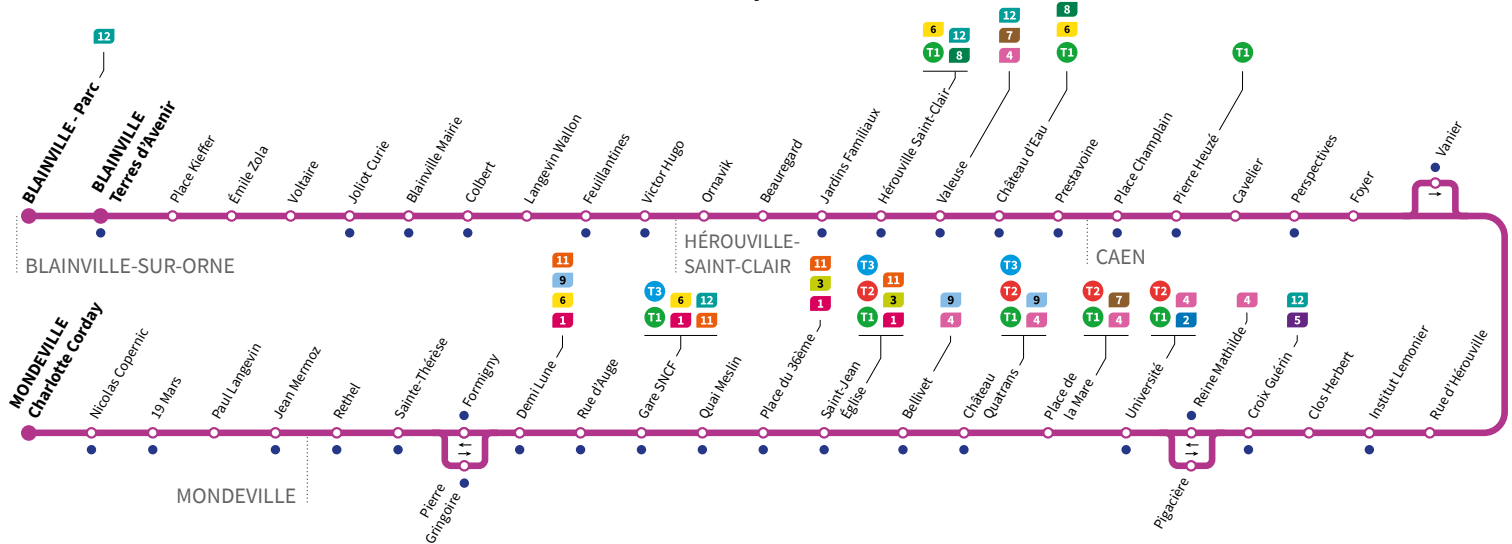 12
BLAINVILLE - Parc
BLAINVILLE
Terres d'Avenir
Place Kieffer
Émile Zola
Voltaire
Joliot Curie
Blainville Mairie
Colbert
Langevin Wallon
Feuillantines
Victor Hugo
Ornavik
Beauregard
Jardins Familiaux
6 12
T1 8
Hérouville Saint-Clair
12
7
4
Valeuse
8
6
T1
Château d'Eau
Prestavoine
Place Champlain
T1
Pierre Heuzé
Cavelier
Perspectives
Foyer
Vanier
BLAINVILLE-SUR-ORNE
HÉROUVILLE-
SAINT-CLAIR
CAEN
MONDEVILLE
Charlotte Corday
Nicolas Copernic
19 Mars
Paul Langevin
Jean Mermoz
Rethel
Sainte-Thérèse
Formigny
Pierre
Gringoire
11
9
6
1
Demi Lune
Rue d'Auge
T3 6 12
T1 1 11
Gare SNCF
Quai Meslin
11
3
1
Place du 36ème
T3 11
T2 3
T1 1
Saint-Jean
Église
9
4
Bellivet
T3
T2 9
T1 4
Château
Quatrans
T2 7
T1 4
Place de
la Mare
T2 4
T1 2
Université
4
Reine Mathilde
Pigacière
12
5
Croix Guérin
Clos Herbert
Institut Lemonier
Rue d'Hérouville
MONDEVILLE